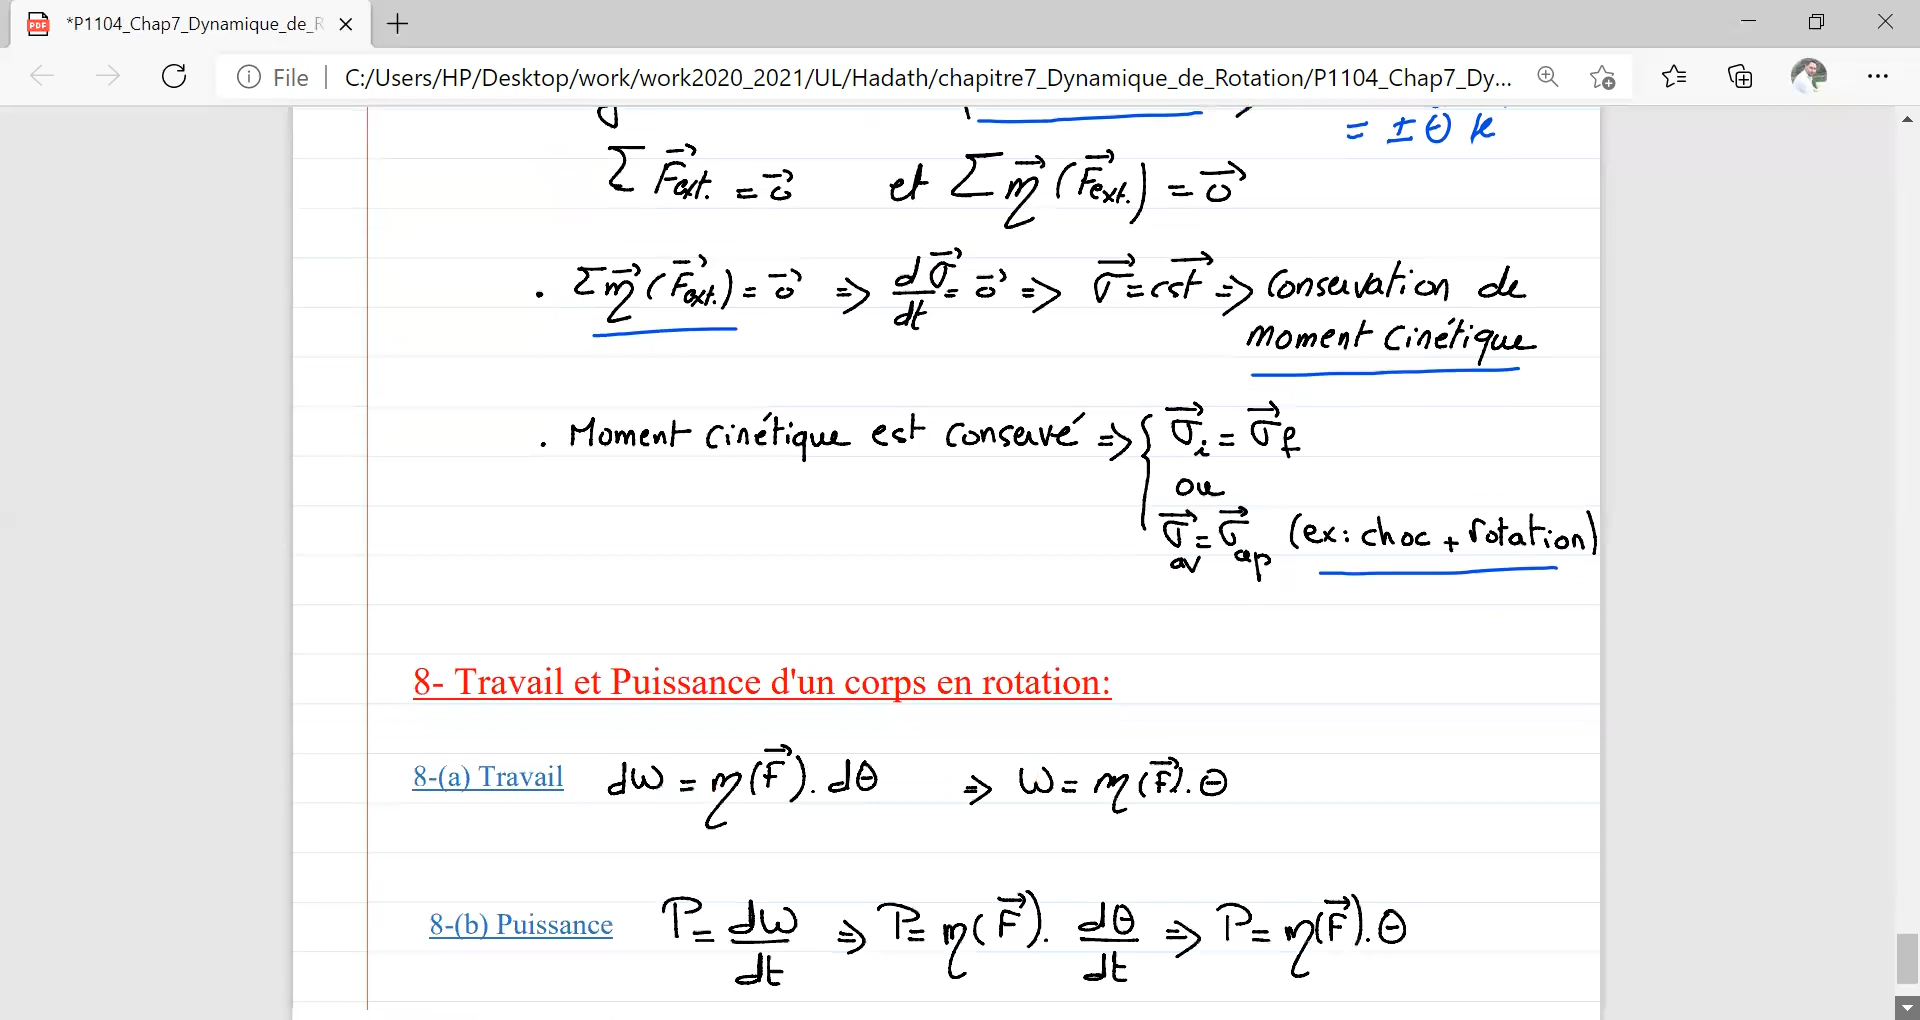 *P1104_Chap7_Dynamique_de_R
File C:/Users/HP/Desktop/work/work2020_2021/UL/Hadath/chapitre7_Dynamique_de_Rotation/P1104_Chap7_Dy...
= ± θ k
Σ F⃗ext. = 0⃗ et Σ m⃗ (F⃗ext.) = 0⃗
. Σ m⃗ (F⃗ext.) = 0⃗ => dσ⃗/dt = 0⃗ => σ⃗ = cst⃗ => Conservation de
moment cinétique
. Moment cinétique est conservé => { σ⃗i = σ⃗f
ou
σ⃗av = σ⃗ap (ex: choc + rotation)
8- Travail et Puissance d'un corps en rotation:
8-(a) Travail dW = m(F⃗). dθ => W = m(F⃗). θ
8-(b) Puissance P = dW/dt => P = m(F⃗). dθ/dt => P = m(F⃗). θ